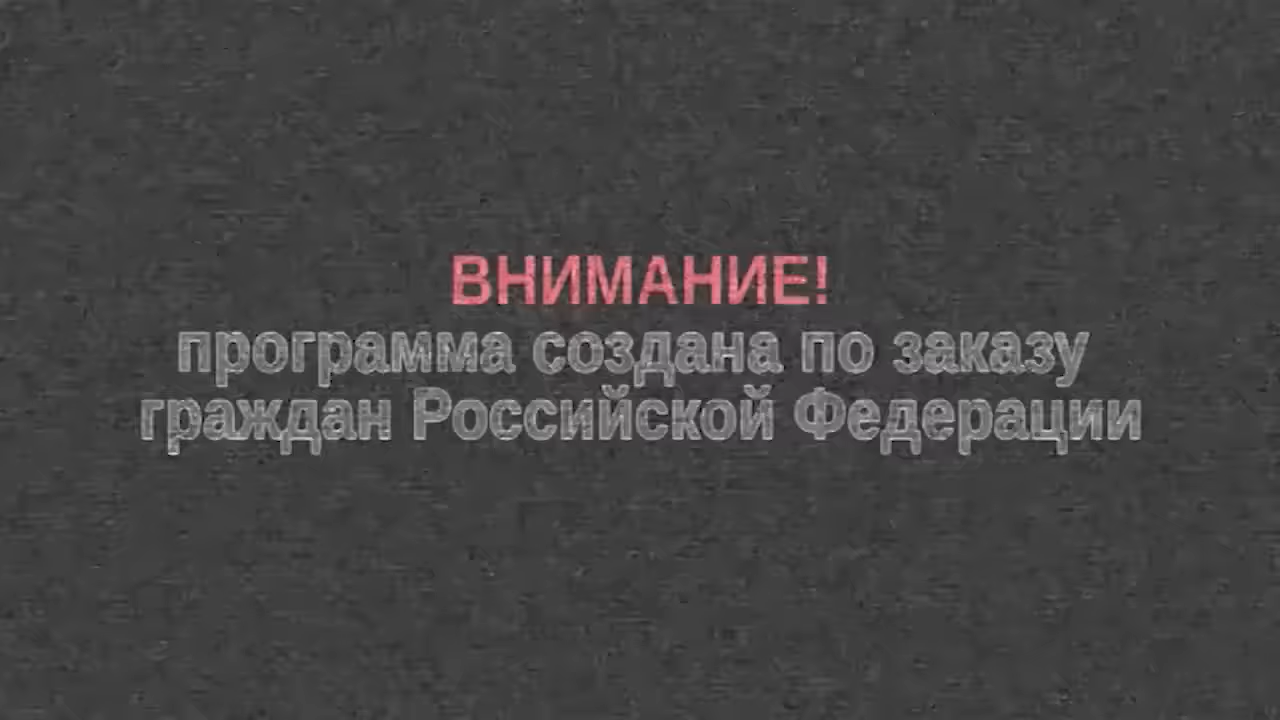 ВНИМАНИЕ!
программа создана по заказу
граждан Российской Федерации